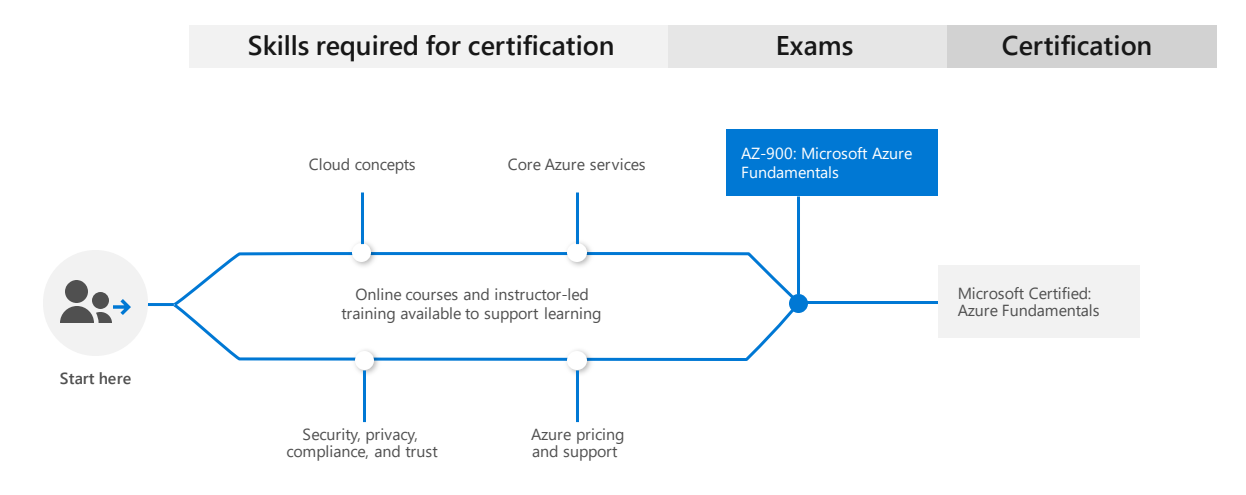 Skills required for certification
Exams
Certification
Cloud concepts
Core Azure services
AZ-900: Microsoft Azure
Fundamentals
Online courses and instructor-led
training available to support learning
Microsoft Certified:
Azure Fundamentals
Start here
Security, privacy,
compliance, and trust
Azure pricing
and support